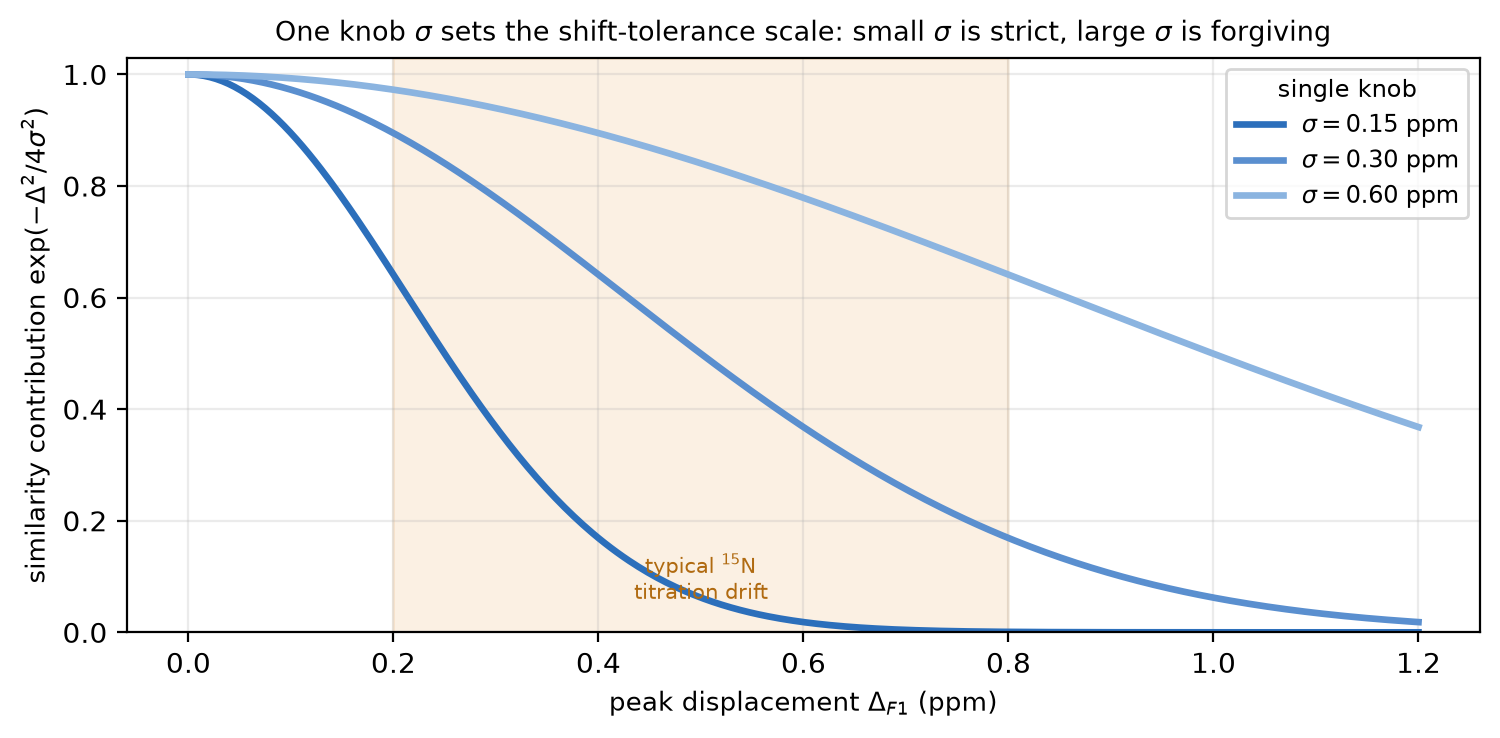 One knob σ sets the shift-tolerance scale: small σ is strict, large σ is forgiving
similarity contribution exp(−Δ²/4σ²)
1.0
0.8
0.6
0.4
0.2
0.0
single knob
σ = 0.15 ppm
σ = 0.30 ppm
σ = 0.60 ppm
typical ¹⁵N
titration drift
0.0 0.2 0.4 0.6 0.8 1.0 1.2
peak displacement Δ_F1 (ppm)